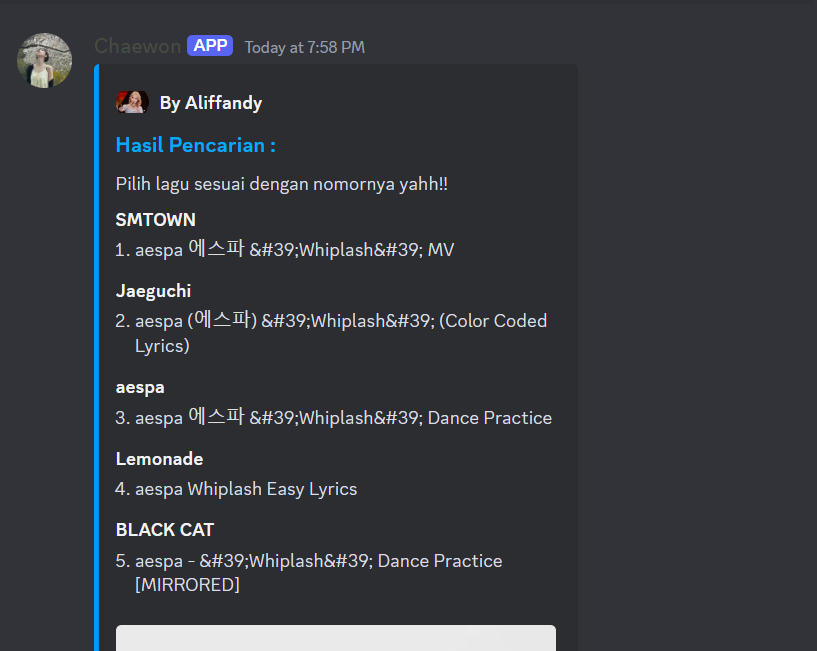 Chaewon APP Today at 7:58 PM
By Aliffandy
Hasil Pencarian :
Pilih lagu sesuai dengan nomornya yahh!!
SMTOWN
1. aespa 에스파 &#39;Whiplash&#39; MV
Jaeguchi
2. aespa (에스파) &#39;Whiplash&#39; (Color Coded
Lyrics)
aespa
3. aespa 에스파 &#39;Whiplash&#39; Dance Practice
Lemonade
4. aespa Whiplash Easy Lyrics
BLACK CAT
5. aespa - &#39;Whiplash&#39; Dance Practice
[MIRRORED]